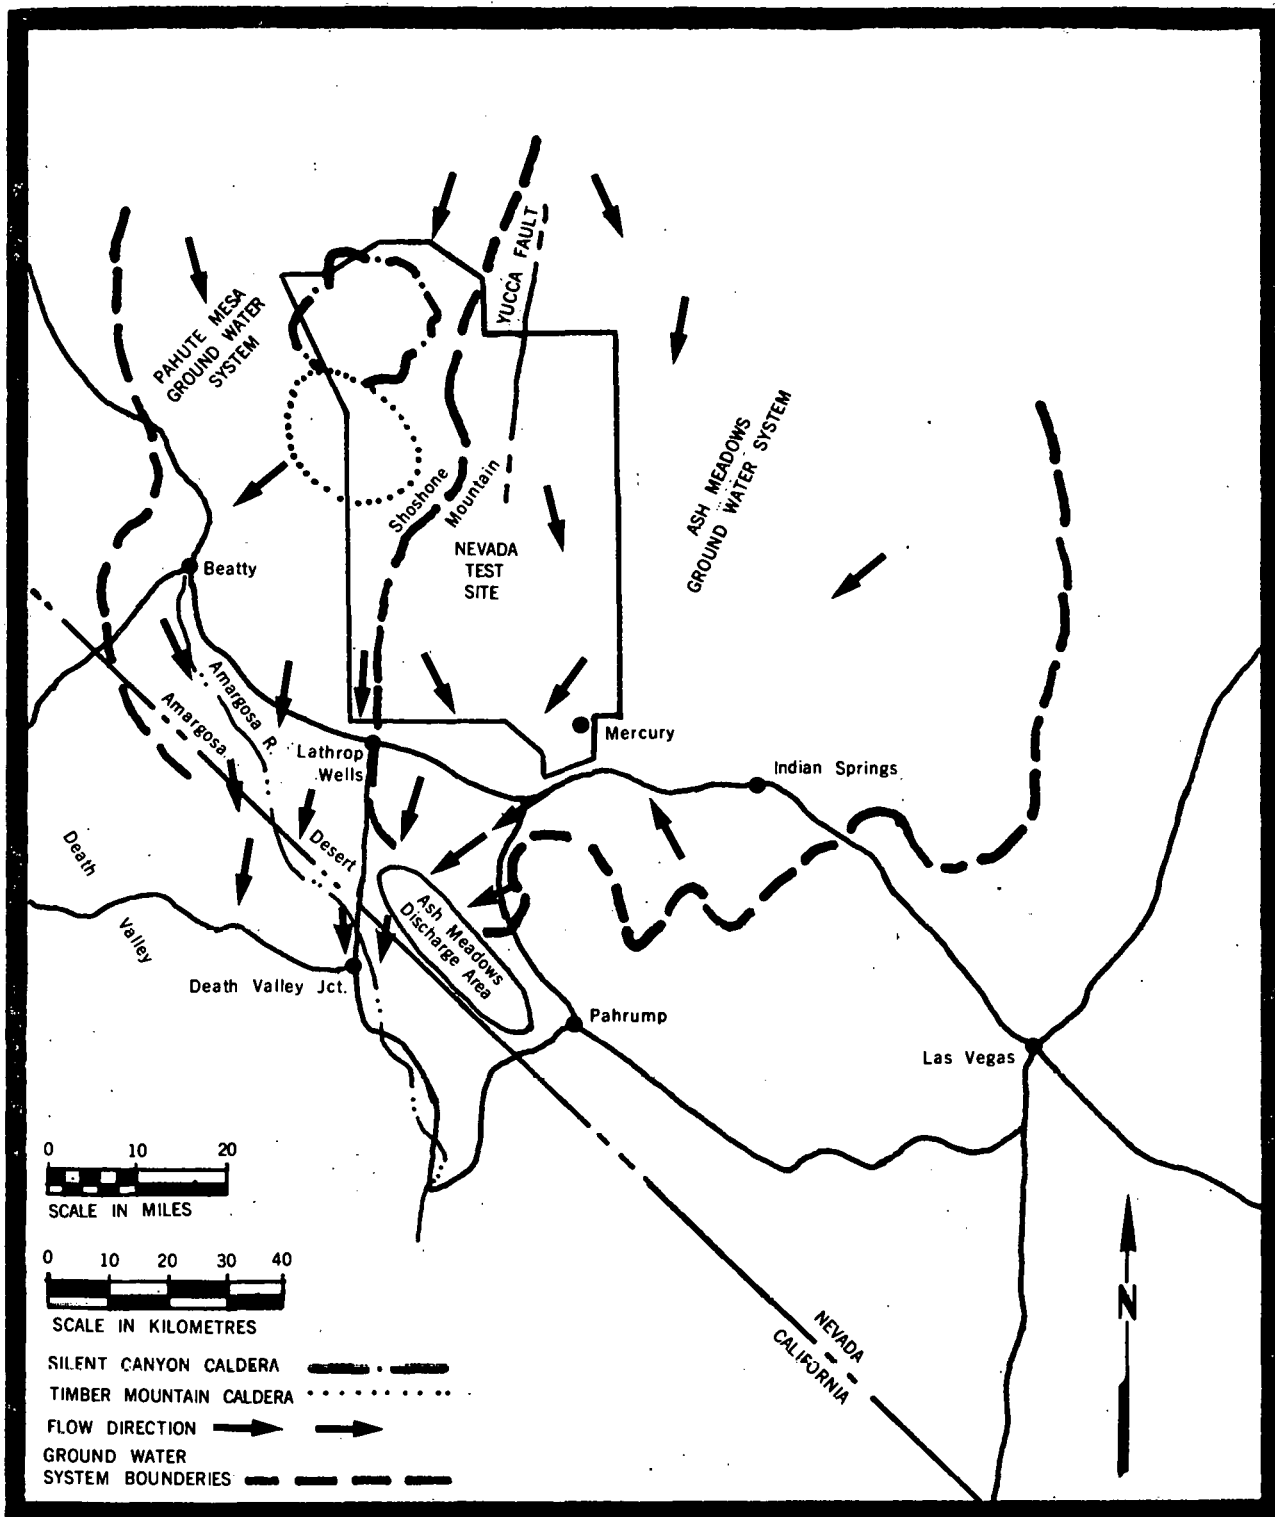 YUCCA FAULT
PAHUTE MESA
GROUND WATER
SYSTEM
ASH MEADOWS
GROUND WATER SYSTEM
Shoshone
Mountain
NEVADA
TEST
SITE
Beatty
Amargosa R.
Amargosa
Mercury
Lathrop
Wells
Indian Springs
Desert
Death
Valley
Ash Meadows
Discharge Area
Death Valley Jct.
Pahrump
Las Vegas
0 10 20
SCALE IN MILES
0 10 20 30 40
SCALE IN KILOMETRES
NEVADA
CALIFORNIA
N
SILENT CANYON CALDERA
TIMBER MOUNTAIN CALDERA
FLOW DIRECTION
GROUND WATER
SYSTEM BOUNDERIES